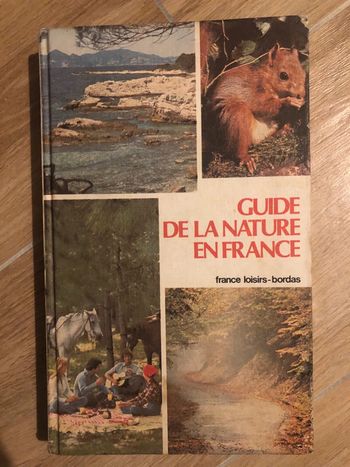 GUIDE
DE LA NATURE
EN FRANCE
france loisirs-bordas